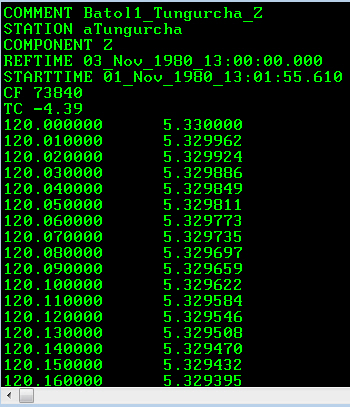 COMMENT Batol1_Tungurcha_Z
STATION aTungurcha
COMPONENT Z
REFTIME 03_Nov_1980_13:00:00.000
STARTTIME 01_Nov_1980_13:01:55.610
CF 73840
TC -4.39
120.000000 5.330000
120.010000 5.329962
120.020000 5.329924
120.030000 5.329886
120.040000 5.329849
120.050000 5.329811
120.060000 5.329773
120.070000 5.329735
120.080000 5.329697
120.090000 5.329659
120.100000 5.329622
120.110000 5.329584
120.120000 5.329546
120.130000 5.329508
120.140000 5.329470
120.150000 5.329432
120.160000 5.329395